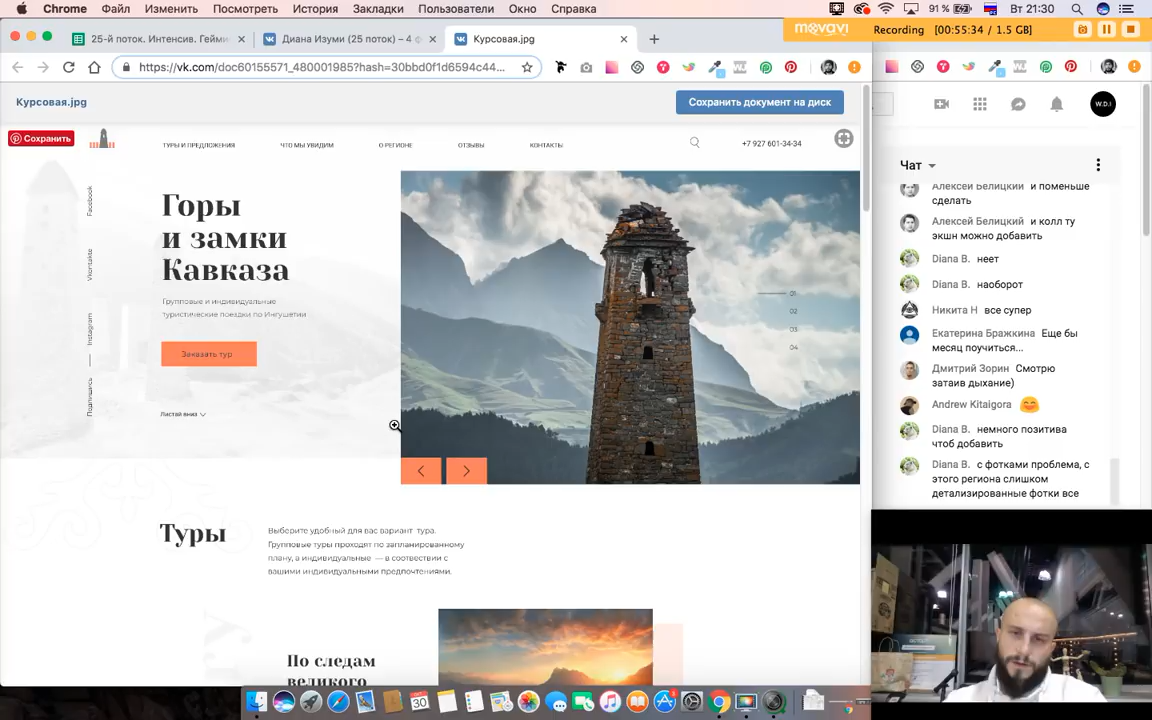 Chrome Файл Изменить Посмотреть История Закладки Пользователи Окно Справка
91 % Вт 21:30
movavi Recording [00:55:34 / 1.5 GB]
25-й поток. Интенсив. Гейми
Диана Изуми (25 поток) – 4 ф
Курсовая.jpg
https://vk.com/doc60155571_480001985?hash=30bbd0f1d6594c44...
Курсовая.jpg
Сохранить документ на диск
Сохранить
ТУРЫ И ПРЕДЛОЖЕНИЯ ЧТО МЫ УВИДИМ О РЕГИОНЕ ОТЗЫВЫ КОНТАКТЫ
+7 927 601-34-34
Facebook
Vkontakte
Instagram
Подпишись
Горы
и замки
Кавказа
Групповые и индивидуальные
туристические поездки по Ингушетии
Заказать тур
Листай вниз
01
02
03
04
Туры
Выберите удобный для вас вариант тура.
Групповые туры проходят по запланированному
плану, а индивидуальные — в соотвествии с
вашими индивидуальными предпочтениями.
По следам
великого
W.D.I
Чат
Алексей Белицкий и поменьше
сделать
Алексей Белицкий и колл ту
экшн можно добавить
Diana B. неет
Diana B. наоборот
Никита Н все супер
Екатерина Бражкина Еще бы
месяц поучиться...
Дмитрий Зорин Смотрю
затаив дыхание)
Andrew Kitaigora
Diana B. немного позитива
чтоб добавить
Diana B. с фотками проблема, с
этого региона слишком
детализированные фотки все
30